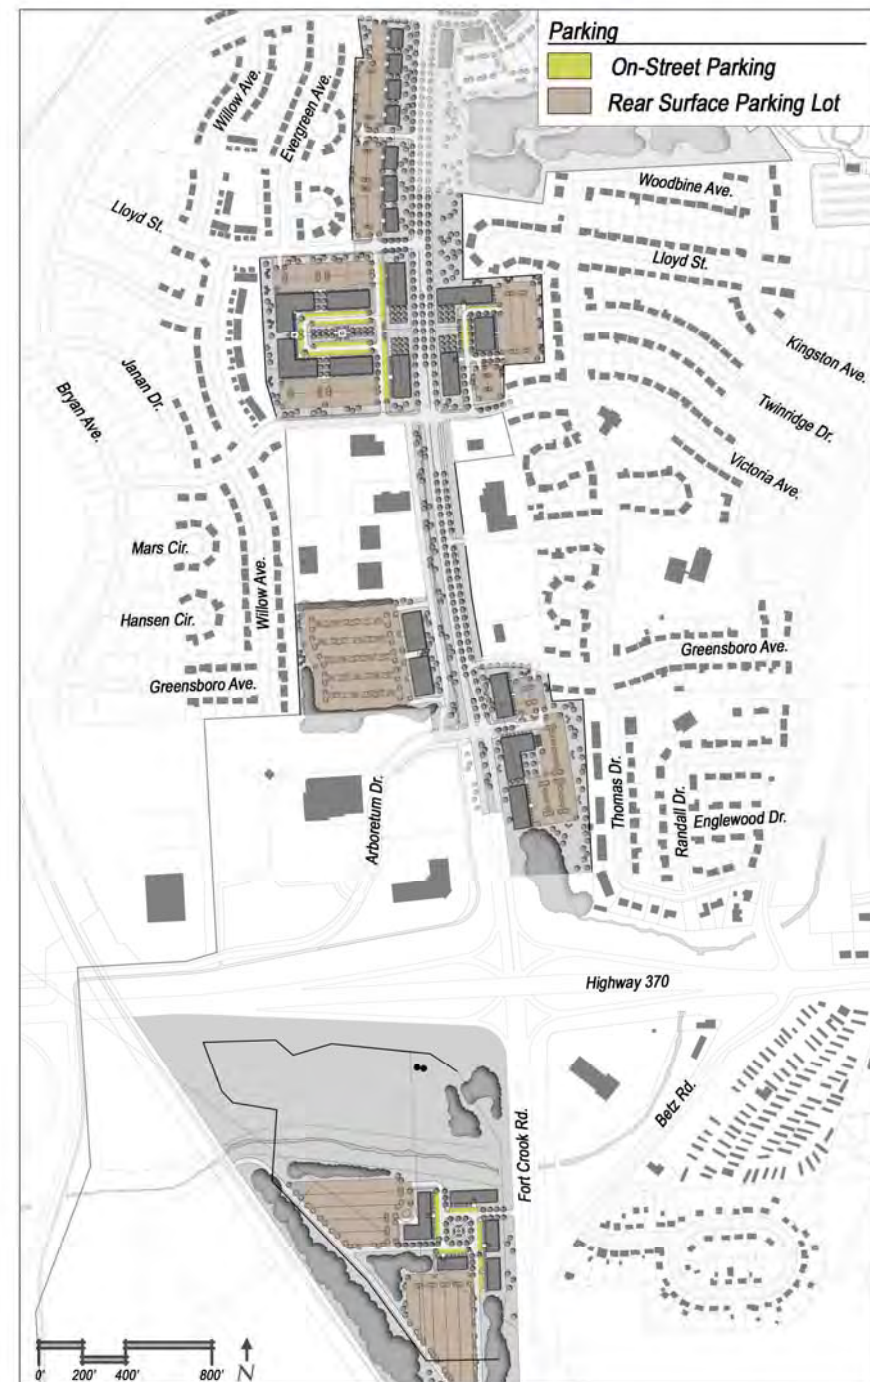 Parking
On-Street Parking
Rear Surface Parking Lot
Willow Ave.
Evergreen Ave.
Woodbine Ave.
Lloyd St.
Lloyd St.
Kingston Ave.
Janan Dr.
Bryan Ave.
Twinridge Dr.
Victoria Ave.
Mars Cir.
Willow Ave.
Hansen Cir.
Greensboro Ave.
Greensboro Ave.
Arboretum Dr.
Thomas Dr.
Randall Dr.
Englewood Dr.
Highway 370
Betz Rd.
Fort Crook Rd.
0' 200' 400' 800' N